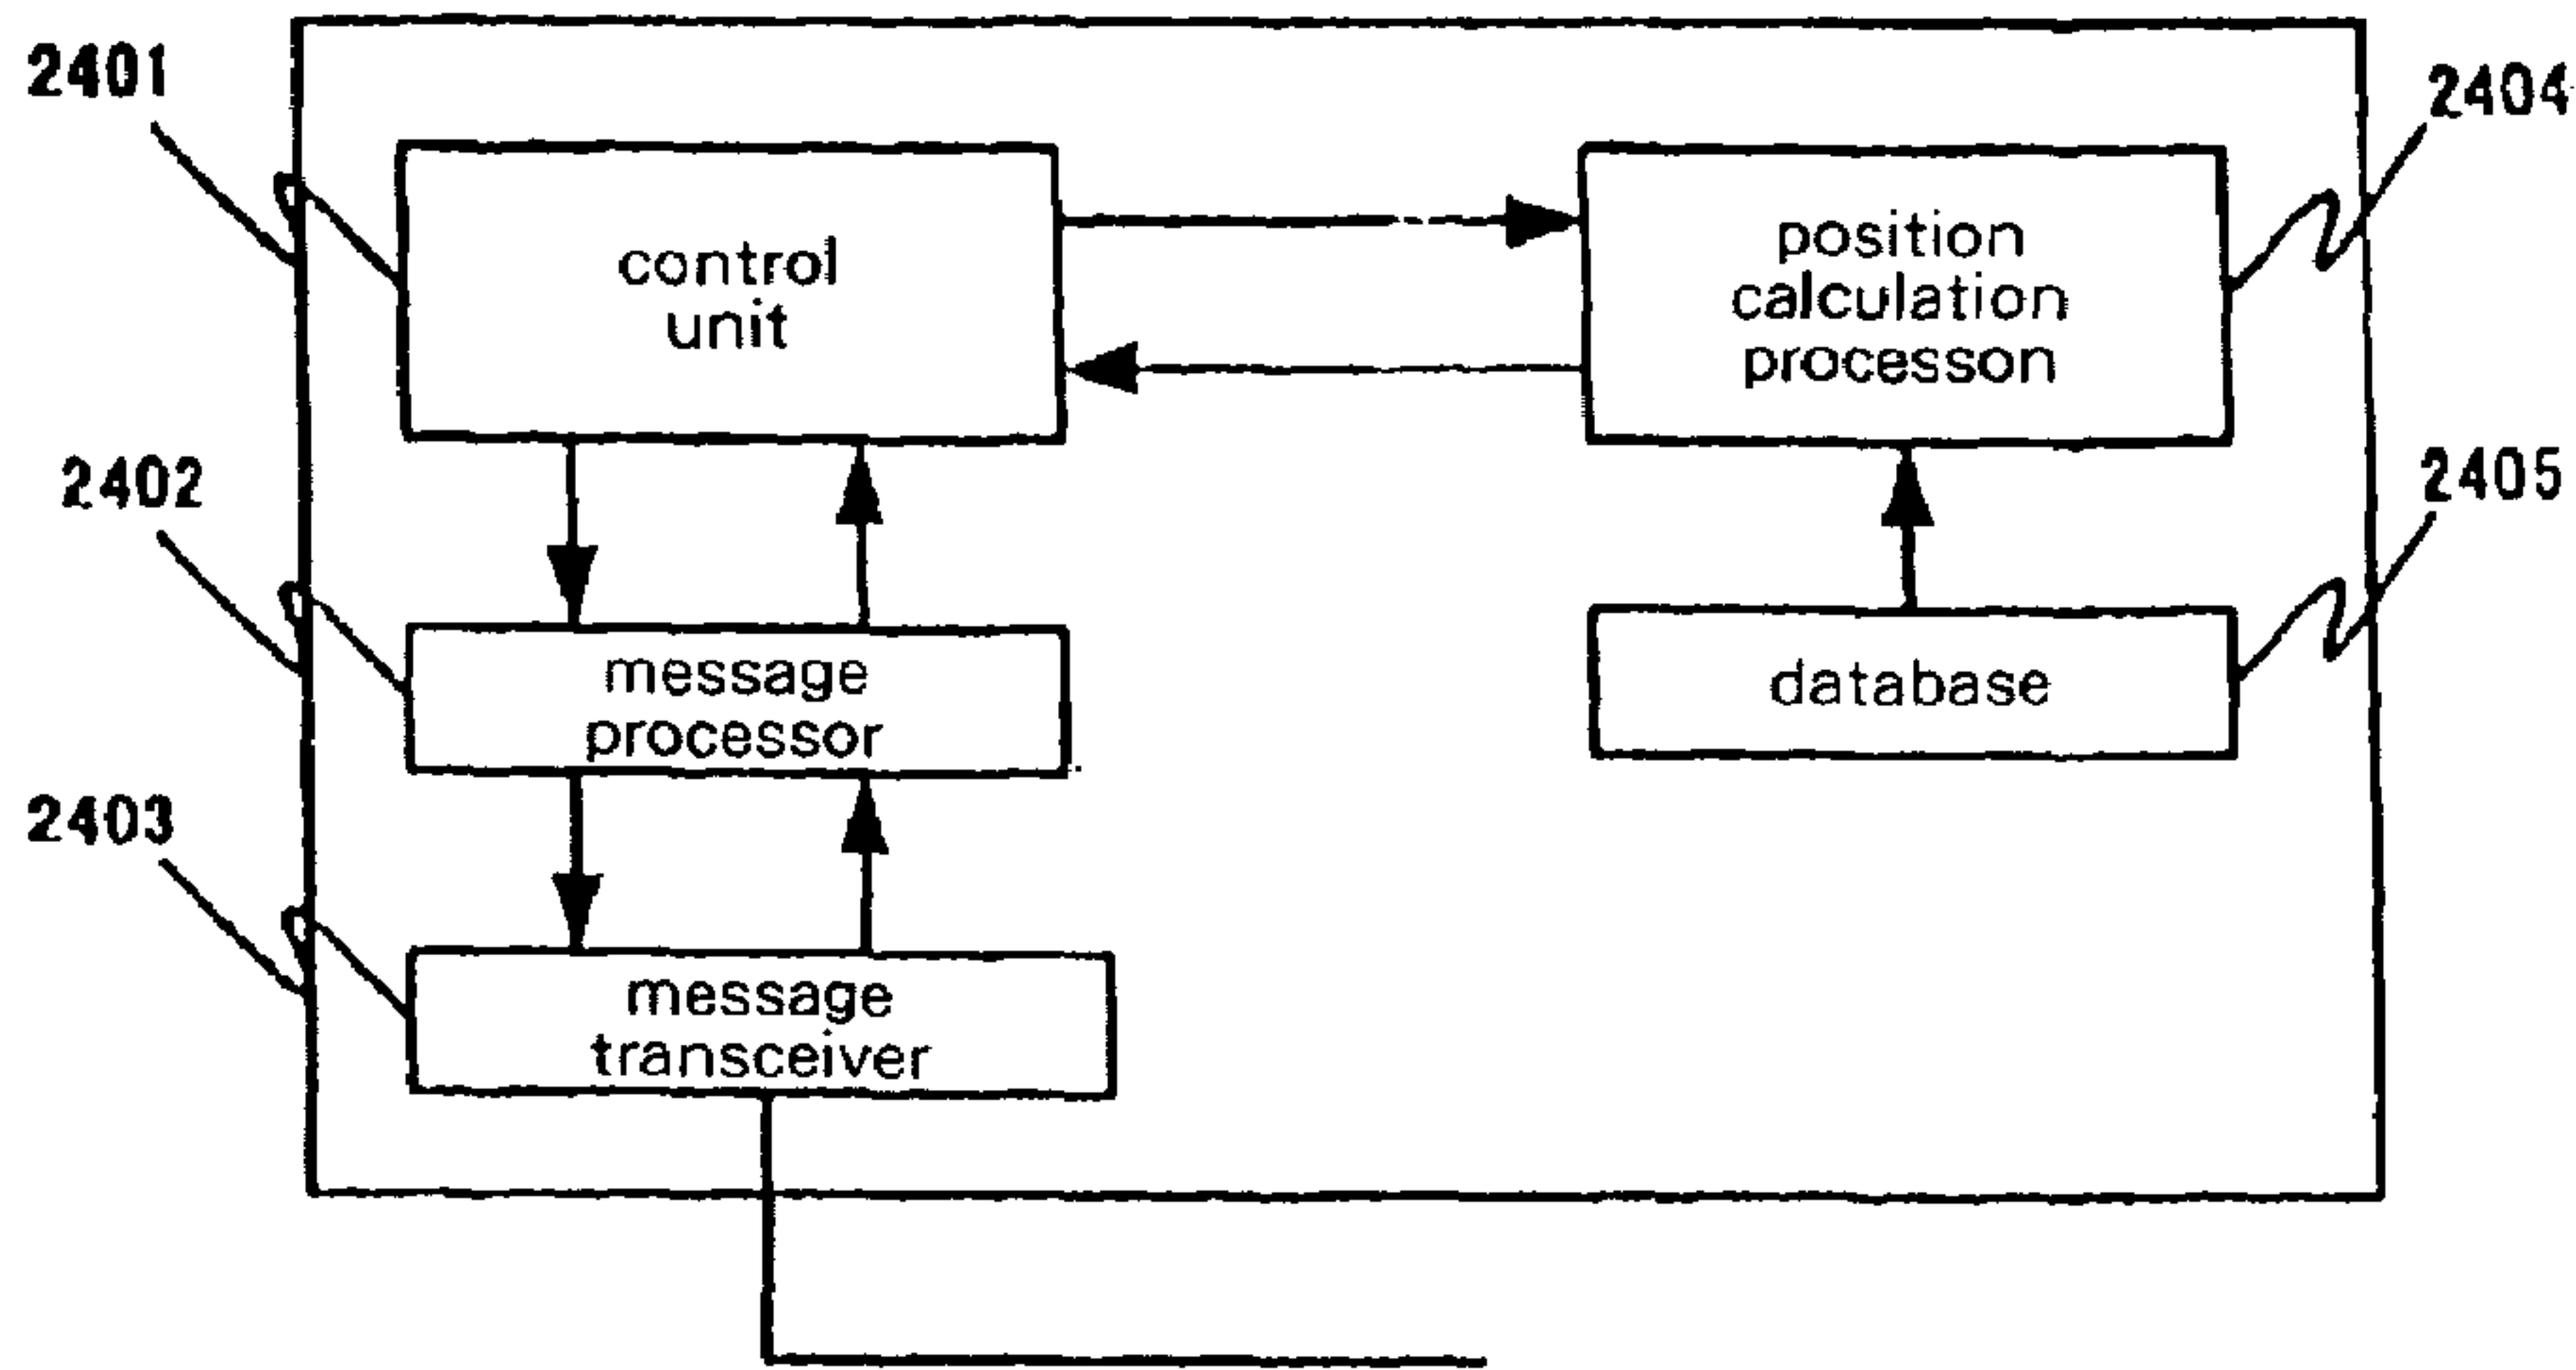 2401
control
unit
2404
position
calculation
processon
2402
message
processor
2405
database
2403
message
transceiver